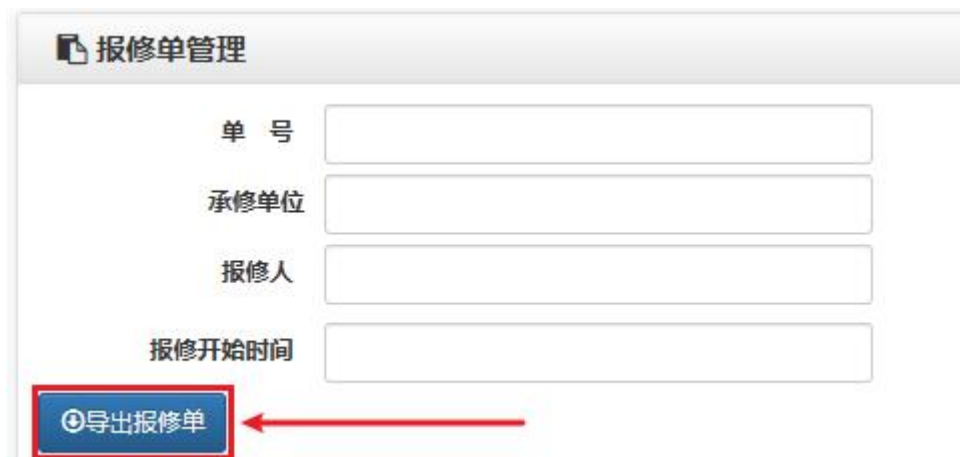 报修单管理
单 号
承修单位
报修人
报修开始时间
导出报修单